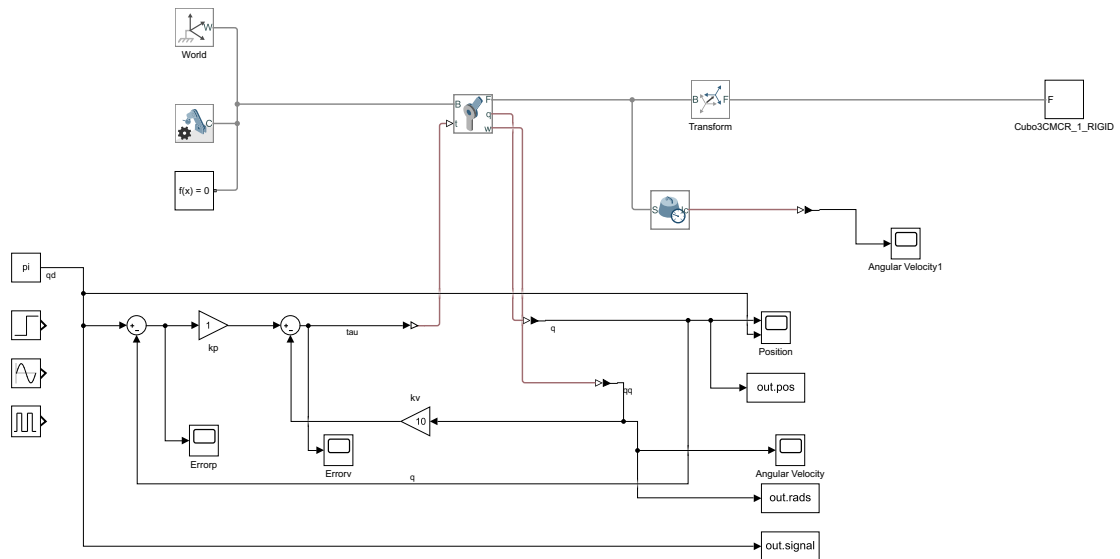 W
World
C
f(x) = 0
B
t
F
q
w
B
F
Transform
F
Cubo3CMCR_1_RIGID
S
Ic
Angular Velocity1
pi
qd
+
-
1
kp
+
-
tau
q
Position
out.pos
qq
kv
10
Errorp
Errorv
Angular Velocity
q
out.rads
out.signal